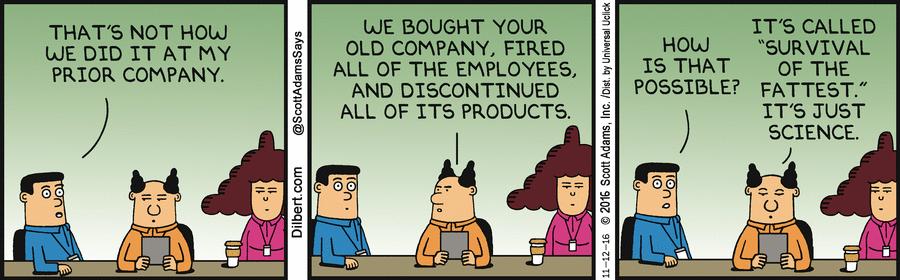 THAT'S NOT HOW
WE DID IT AT MY
PRIOR COMPANY.
Dilbert.com @ScottAdamsSays
WE BOUGHT YOUR
OLD COMPANY, FIRED
ALL OF THE EMPLOYEES,
AND DISCONTINUED
ALL OF ITS PRODUCTS.
11-12-16 © 2016 Scott Adams, Inc. /Dist. by Universal Uclick
HOW
IS THAT
POSSIBLE?
IT'S CALLED
"SURVIVAL
OF THE
FATTEST."
IT'S JUST
SCIENCE.